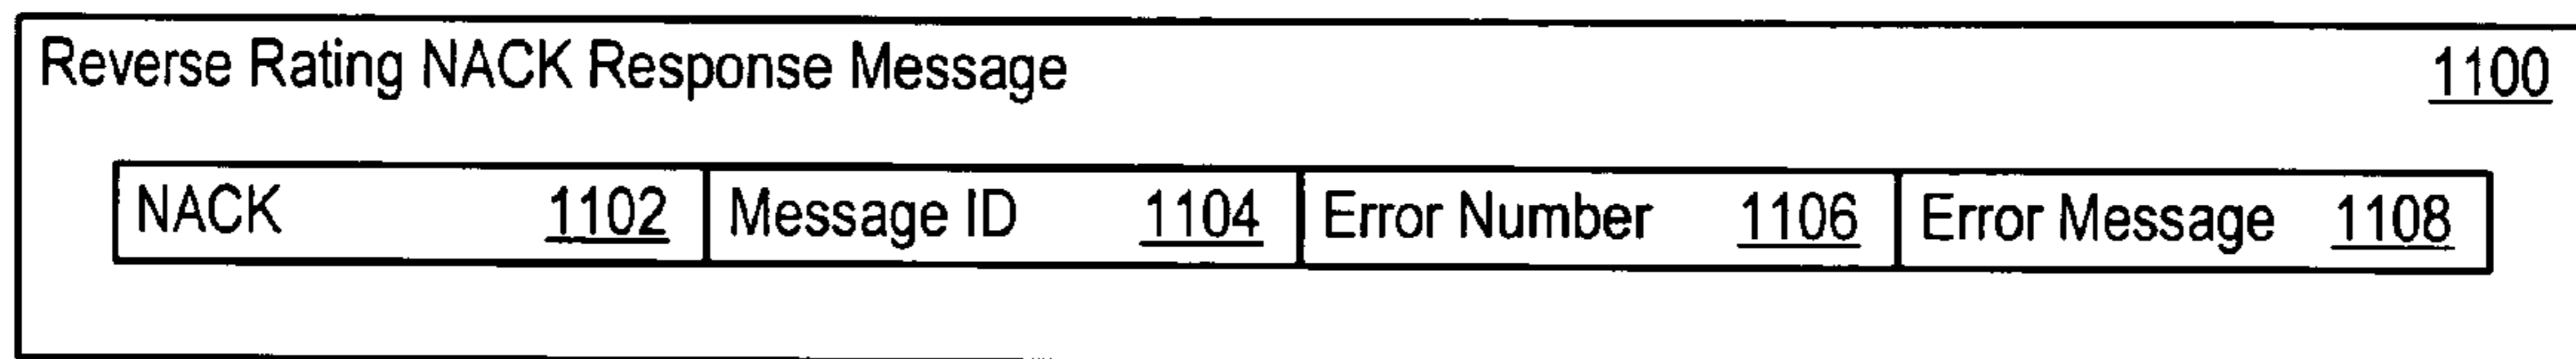 Reverse Rating NACK Response Message 1100
NACK 1102 Message ID 1104 Error Number 1106 Error Message 1108